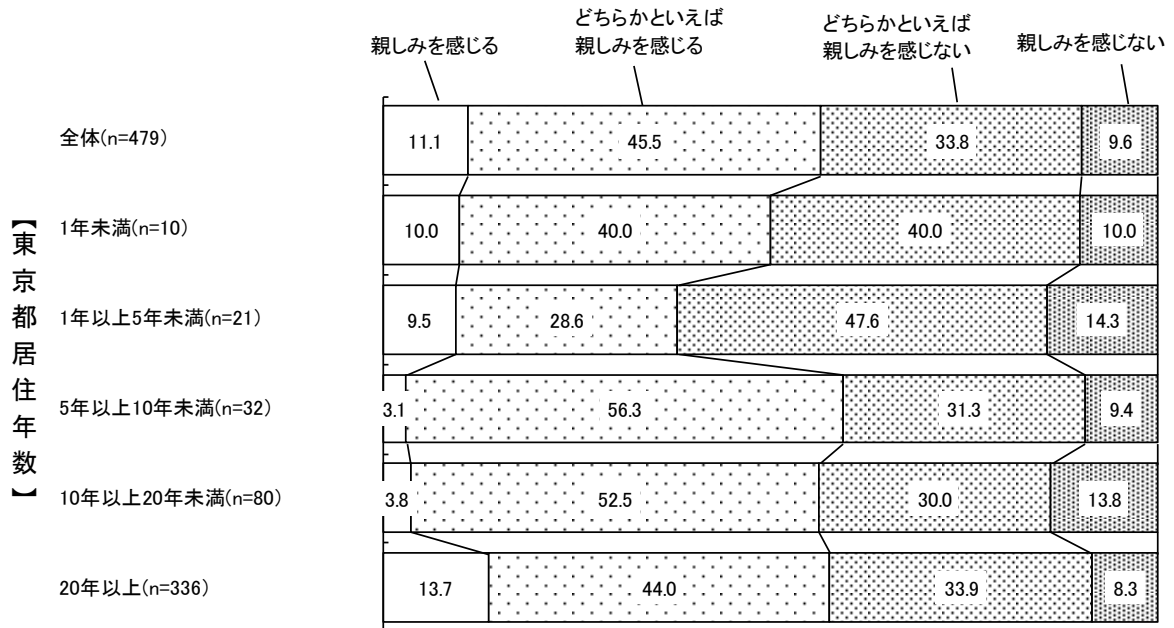 親しみを感じる
どちらかといえば
親しみを感じる
どちらかといえば
親しみを感じない
親しみを感じない
【東京都居住年数】
全体(n=479)
11.1
45.5
33.8
9.6
1年未満(n=10)
10.0
40.0
40.0
10.0
1年以上5年未満(n=21)
9.5
28.6
47.6
14.3
5年以上10年未満(n=32)
3.1
56.3
31.3
9.4
10年以上20年未満(n=80)
3.8
52.5
30.0
13.8
20年以上(n=336)
13.7
44.0
33.9
8.3